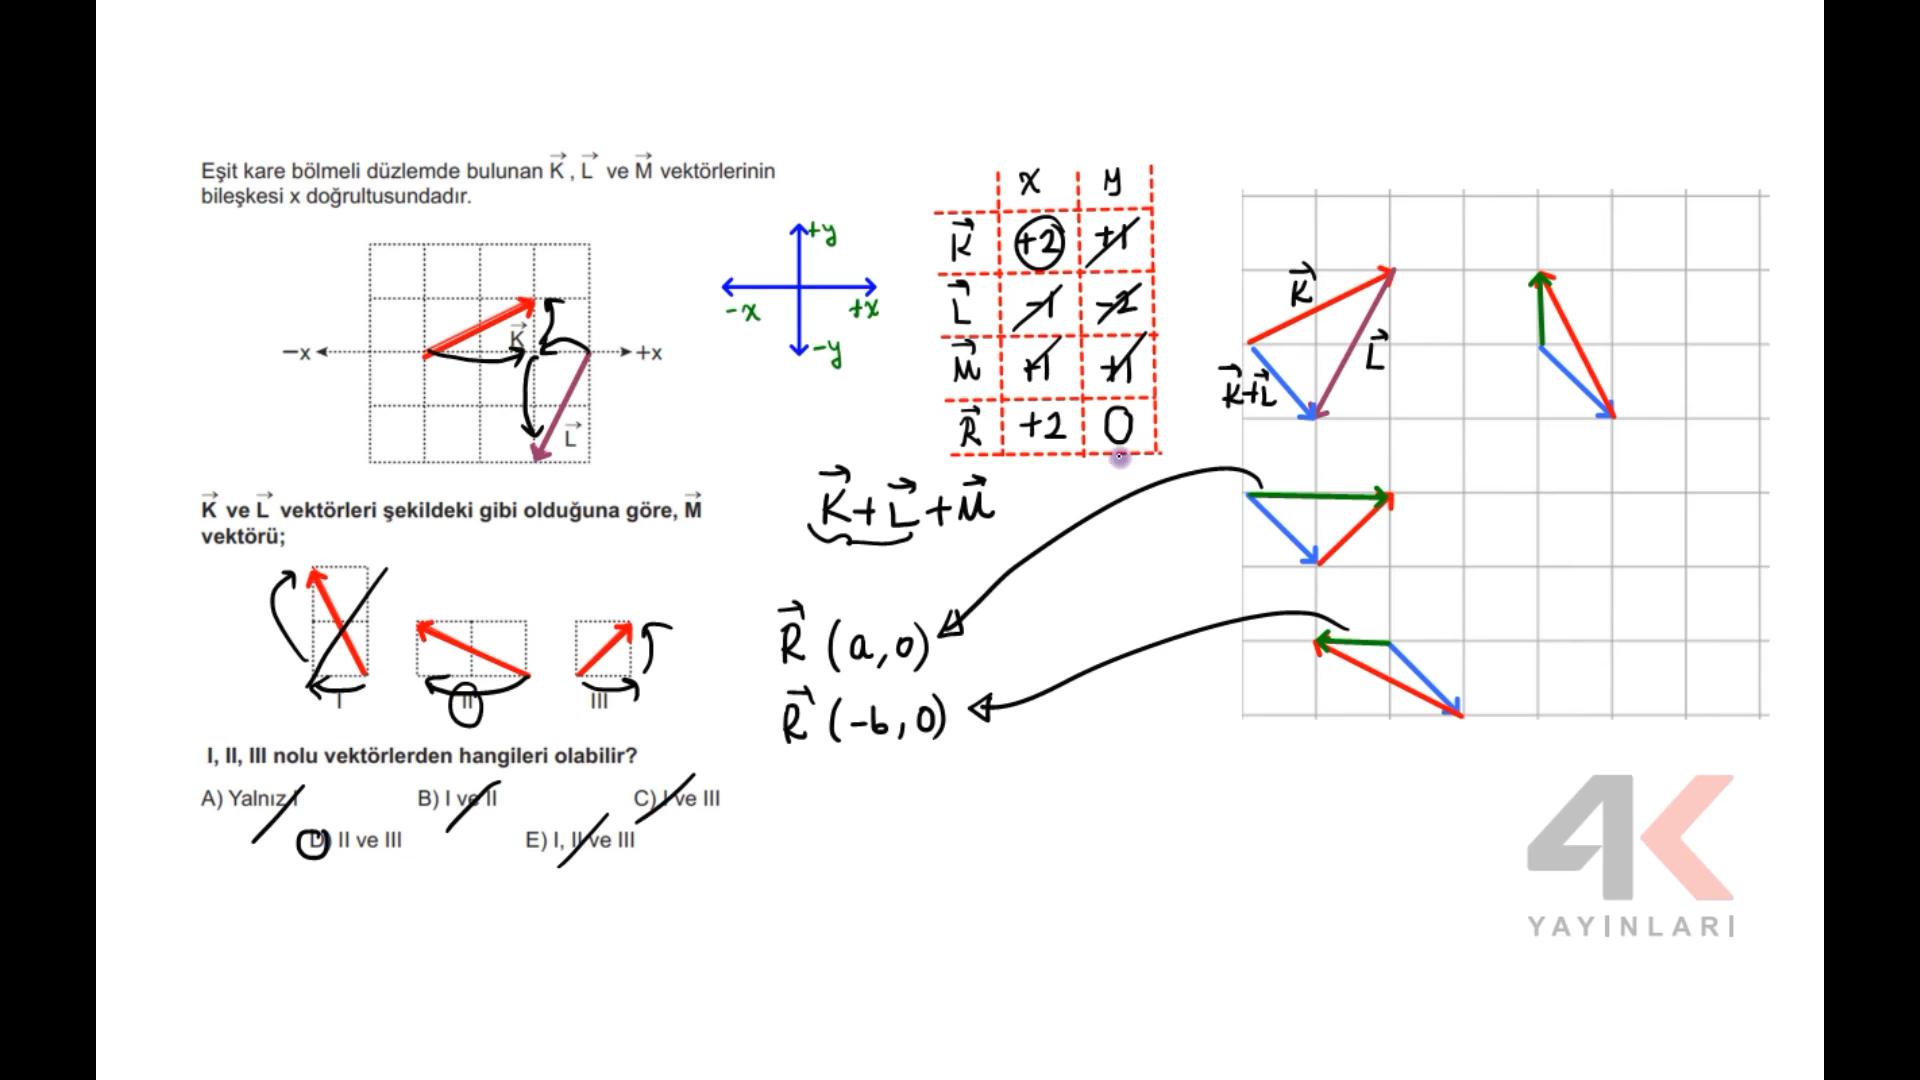 Eşit kare bölmeli düzlemde bulunan K, L ve M vektörlerinin
bileşkesi x doğrultusundadır.
−x
+x
K
L
K ve L vektörleri şekildeki gibi olduğuna göre, M
vektörü;
I
II
III
I, II, III nolu vektörlerden hangileri olabilir?
A) Yalnız I
B) I ve II
C) I ve III
D) II ve III
E) I, II ve III
+y
-x
+x
-y
x y
K +2 +1
L -1 -2
M +1 +1
R +2 0
K+L+M
R (a,0)
R (-b,0)
K
L
K+L
4K
YAYINLARI